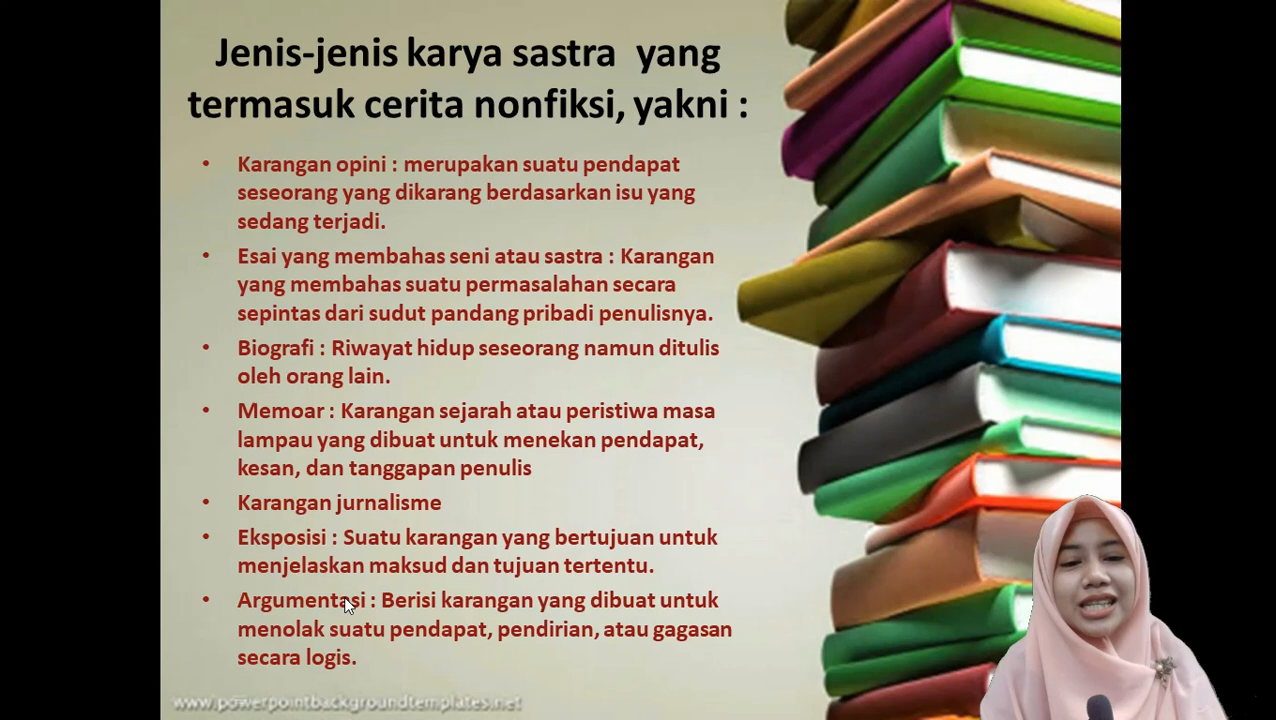 Jenis-jenis karya sastra yang
termasuk cerita nonfiksi, yakni :
• Karangan opini : merupakan suatu pendapat
seseorang yang dikarang berdasarkan isu yang
sedang terjadi.
• Esai yang membahas seni atau sastra : Karangan
yang membahas suatu permasalahan secara
sepintas dari sudut pandang pribadi penulisnya.
• Biografi : Riwayat hidup seseorang namun ditulis
oleh orang lain.
• Memoar : Karangan sejarah atau peristiwa masa
lampau yang dibuat untuk menekan pendapat,
kesan, dan tanggapan penulis
• Karangan jurnalisme
• Eksposisi : Suatu karangan yang bertujuan untuk
menjelaskan maksud dan tujuan tertentu.
• Argumentasi : Berisi karangan yang dibuat untuk
menolak suatu pendapat, pendirian, atau gagasan
secara logis.
www.powerpointbackgroundtemplates.net